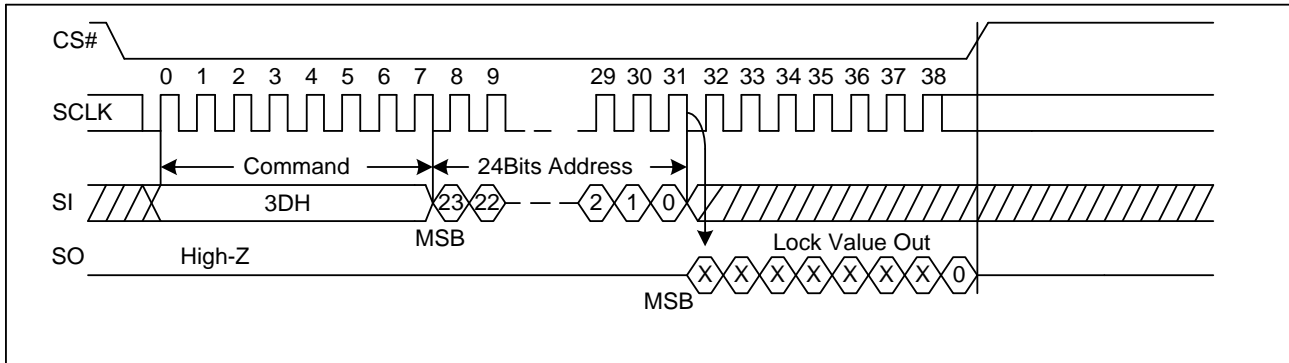 CS#
0 1 2 3 4 5 6 7 8 9 29 30 31 32 33 34 35 36 37 38
SCLK
Command 24Bits Address
SI 3DH 23 22 2 1 0
MSB
SO High-Z Lock Value Out
X X X X X X X 0
MSB